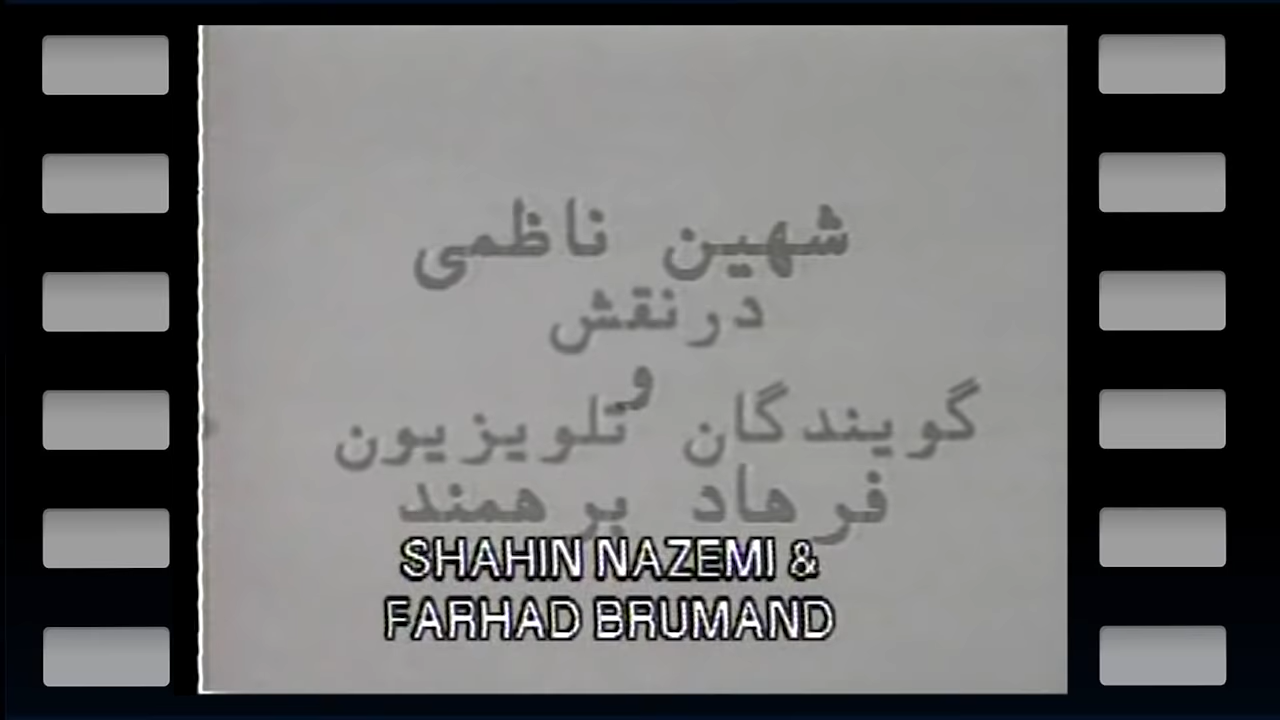 شهین ناظمی
درنقش
و
گویندگان تلویزیون
فرهاد برهمند
SHAHIN NAZEMI &
FARHAD BRUMAND